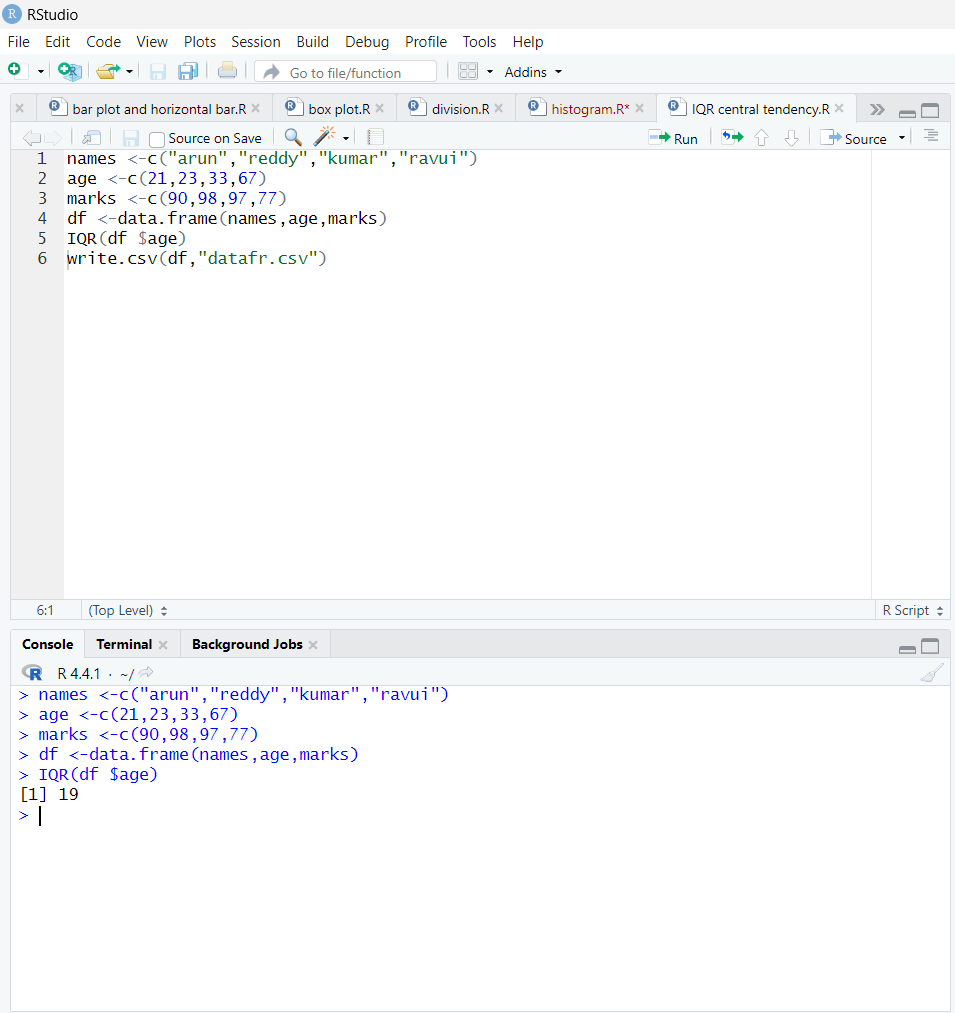 RStudio
File Edit Code View Plots Session Build Debug Profile Tools Help
Go to file/function Addins
bar plot and horizontal bar.R box plot.R division.R histogram.R* IQR central tendency.R
Source on Save Run Source
1 names <-c("arun","reddy","kumar","ravui")
2 age <-c(21,23,33,67)
3 marks <-c(90,98,97,77)
4 df <-data.frame(names,age,marks)
5 IQR(df $age)
6 write.csv(df,"datafr.csv")
6:1 (Top Level) R Script
Console Terminal Background Jobs
R R 4.4.1 · ~/
> names <-c("arun","reddy","kumar","ravui")
> age <-c(21,23,33,67)
> marks <-c(90,98,97,77)
> df <-data.frame(names,age,marks)
> IQR(df $age)
[1] 19
>